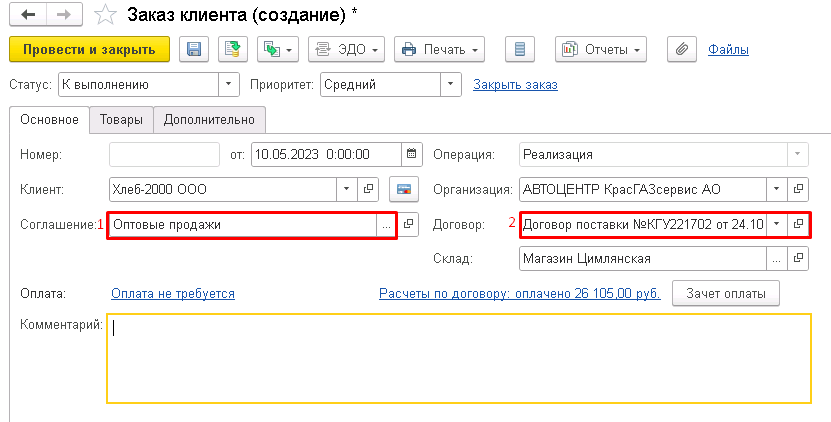 Заказ клиента (создание) *
Провести и закрыть ЭДО Печать Отчеты Файлы
Статус: К выполнению Приоритет: Средний Закрыть заказ
Основное Товары Дополнительно
Номер: от: 10.05.2023 0:00:00 Операция: Реализация
Клиент: Хлеб-2000 ООО Организация: АВТОЦЕНТР КрасГАЗсервис АО
Соглашение: 1 Оптовые продажи ... 2 Договор: Договор поставки №КГУ221702 от 24.10
Склад: Магазин Цимлянская ...
Оплата: Оплата не требуется Расчеты по договору: оплачено 26 105,00 руб. Зачет оплаты
Комментарий: